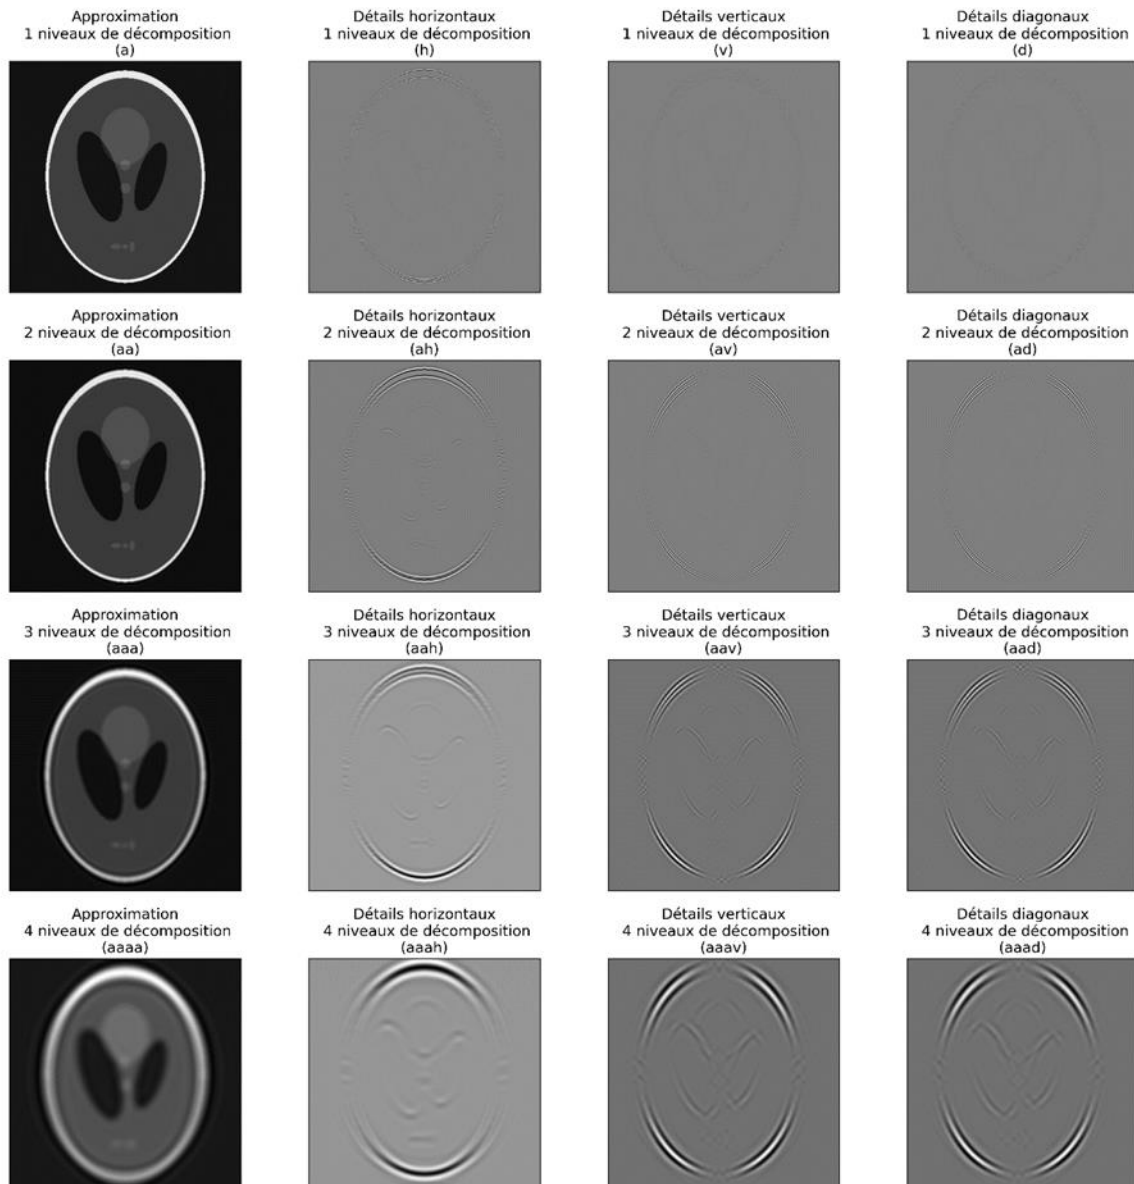 Approximation
1 niveaux de décomposition
(a)
Détails horizontaux
1 niveaux de décomposition
(h)
Détails verticaux
1 niveaux de décomposition
(v)
Détails diagonaux
1 niveaux de décomposition
(d)
Approximation
2 niveaux de décomposition
(aa)
Détails horizontaux
2 niveaux de décomposition
(ah)
Détails verticaux
2 niveaux de décomposition
(av)
Détails diagonaux
2 niveaux de décomposition
(ad)
Approximation
3 niveaux de décomposition
(aaa)
Détails horizontaux
3 niveaux de décomposition
(aah)
Détails verticaux
3 niveaux de décomposition
(aav)
Détails diagonaux
3 niveaux de décomposition
(aad)
Approximation
4 niveaux de décomposition
(aaaa)
Détails horizontaux
4 niveaux de décomposition
(aaah)
Détails verticaux
4 niveaux de décomposition
(aaav)
Détails diagonaux
4 niveaux de décomposition
(aaad)